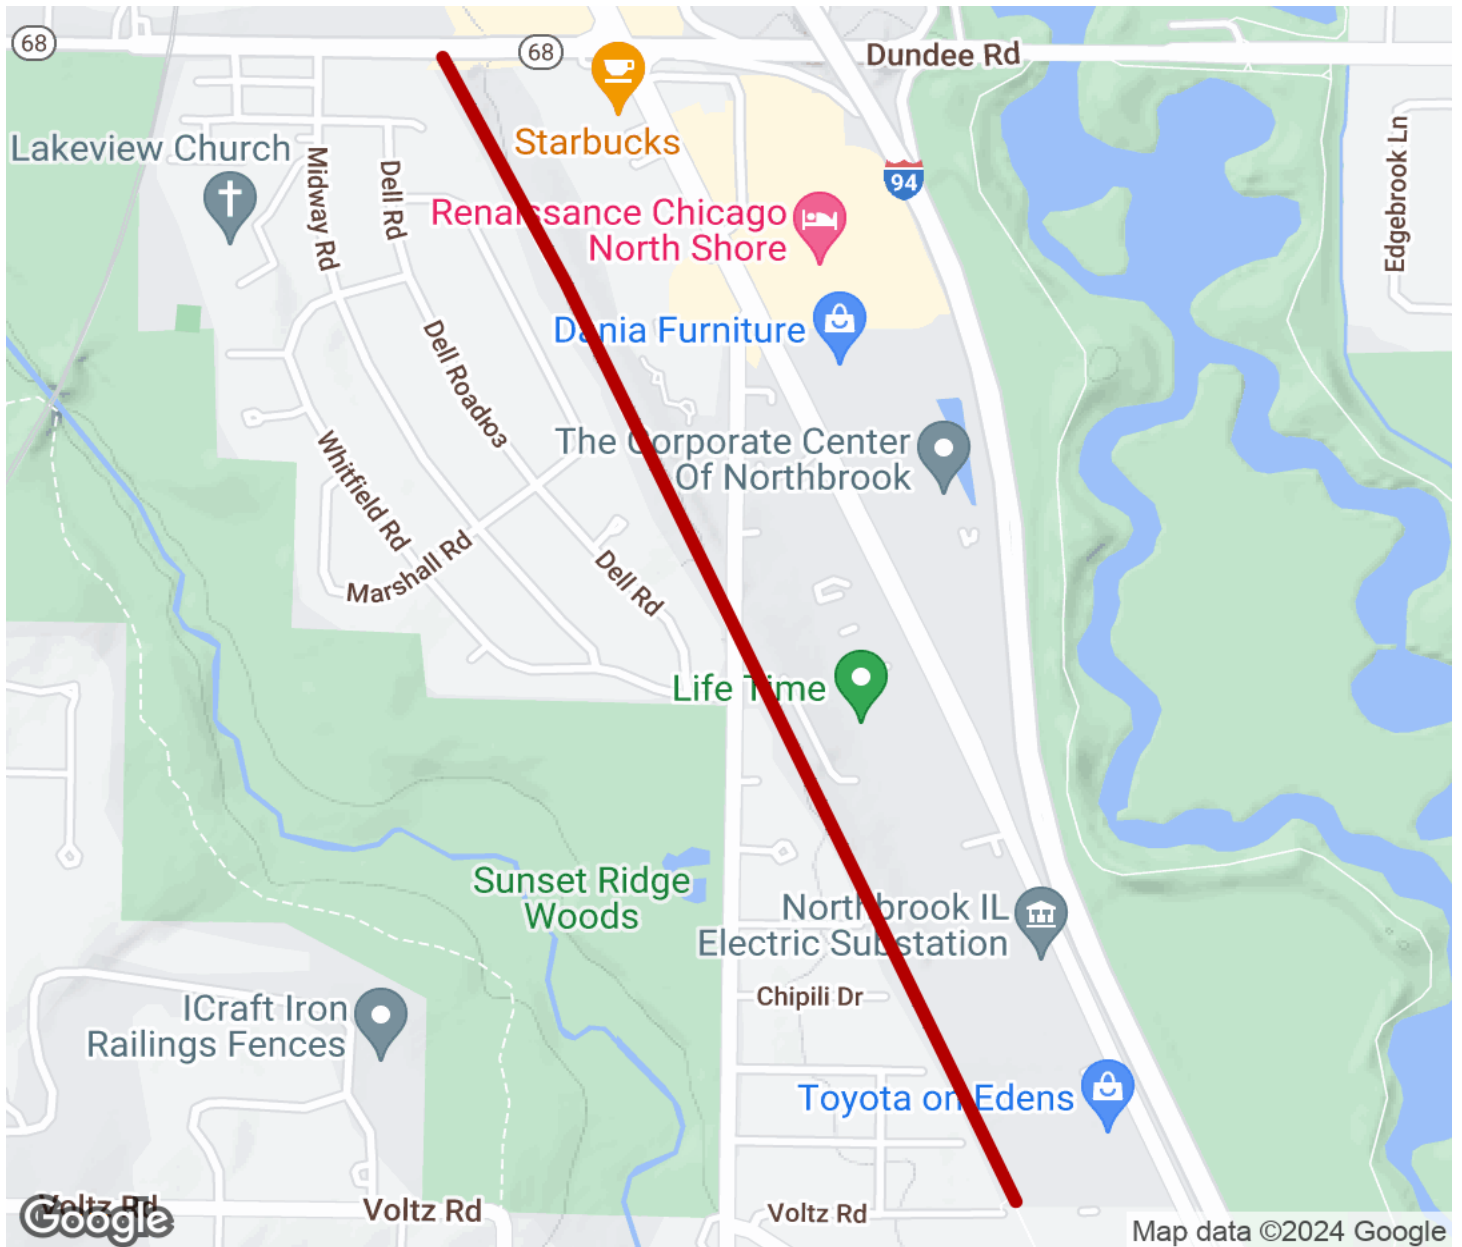 68
68
Dundee Rd
Starbucks
Lakeview Church
Midway Rd
Dell Rd
94
Edgebrook Ln
Renaissance Chicago
North Shore
Dania Furniture
Dell Roadюз
The Corporate Center
Of Northbrook
Whitfield Rd
Marshall Rd
Dell Rd
Life Time
Sunset Ridge
Woods
Northbrook IL
Electric Substation
Chipili Dr
ICraft Iron
Railings Fences
Toyota on Edens
Voltz Rd
Voltz Rd
Voltz Rd
Google
Map data ©2024 Google